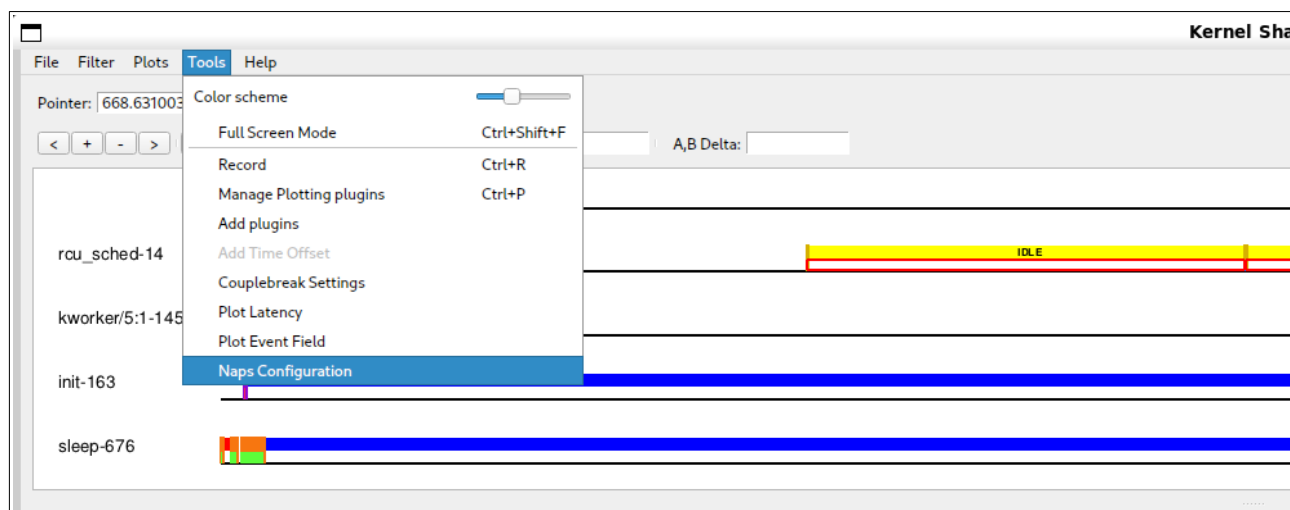 Kernel Sha
File Filter Plots Tools Help
Pointer: 668.631003
Color scheme
< + - >
A,B Delta:
Full Screen Mode Ctrl+Shift+F
Record Ctrl+R
Manage Plotting plugins Ctrl+P
Add plugins
Add Time Offset
Couplebreak Settings
Plot Latency
Plot Event Field
Naps Configuration
rcu_sched-14
IDLE
kworker/5:1-145
init-163
sleep-676